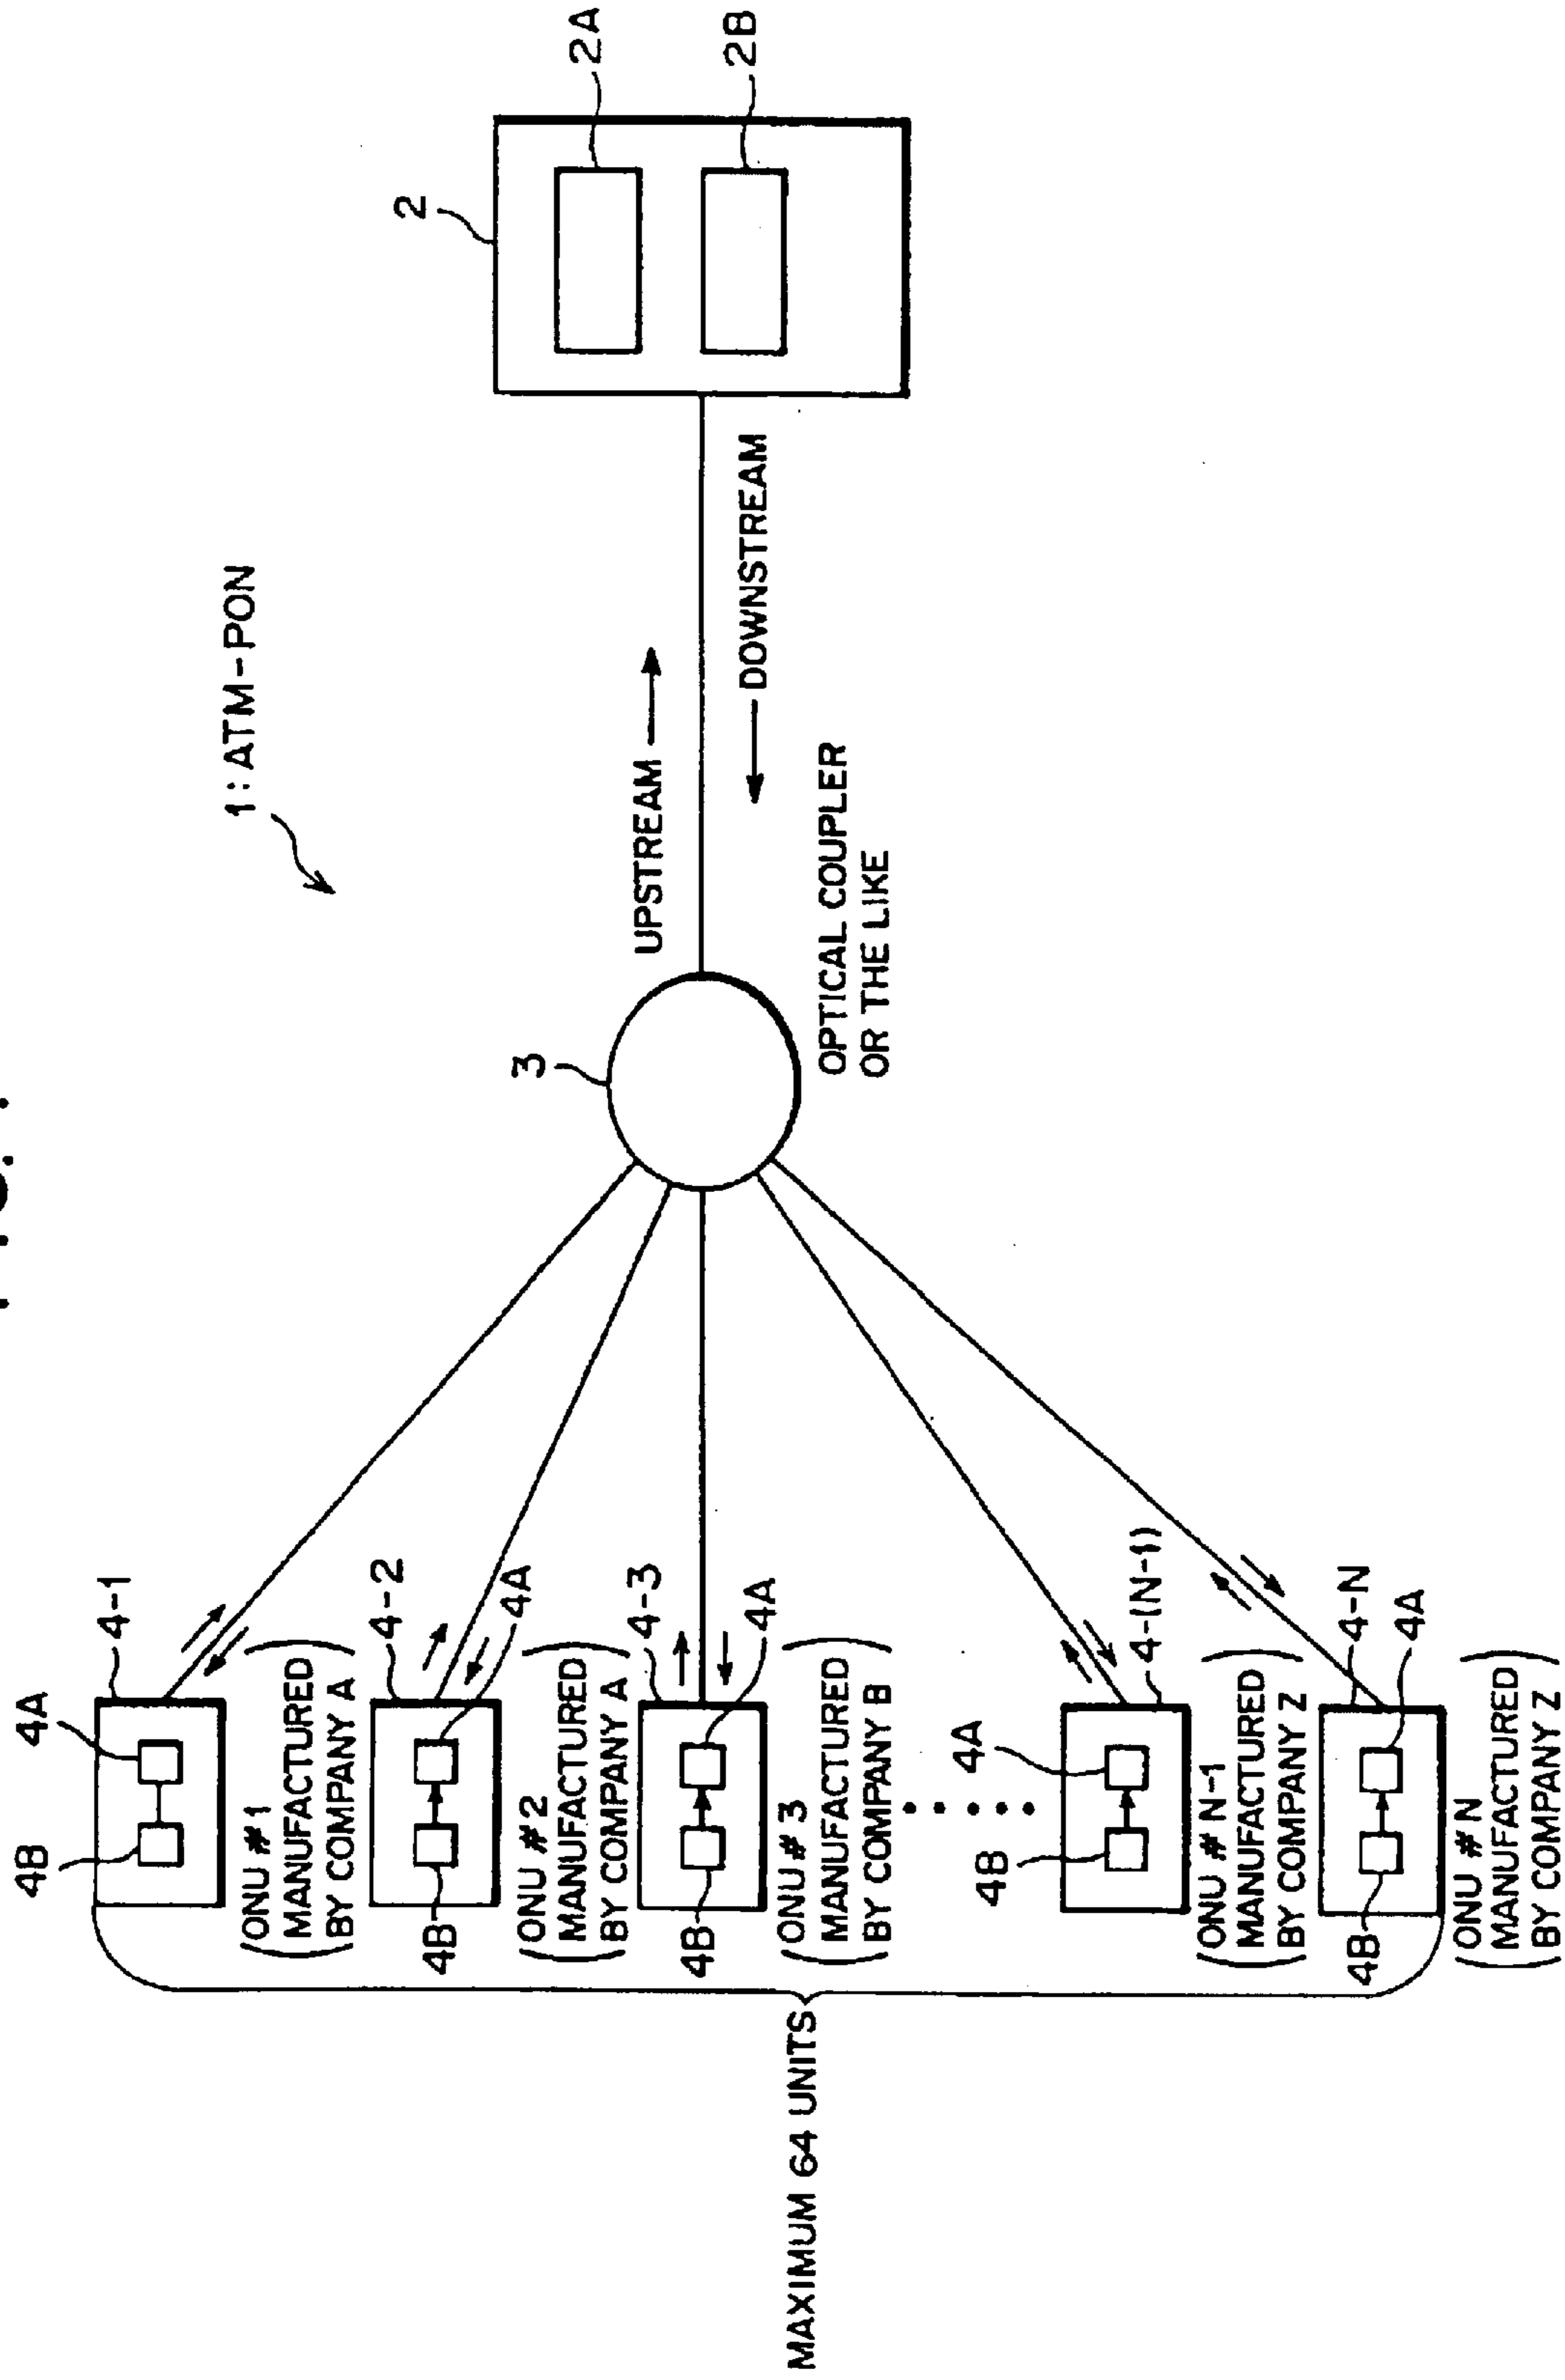 1: ATM-PON
2
2A
2B
UPSTREAM
DOWNSTREAM
3
OPTICAL COUPLER
OR THE LIKE
4A
4B
4-1
ONU #1
MANUFACTURED
BY COMPANY A
4-2
4A
4B
ONU #2
MANUFACTURED
BY COMPANY A
4-3
4A
4B
ONU #3
MANUFACTURED
BY COMPANY B
4A
4B
4-(N-1)
ONU #N-1
MANUFACTURED
BY COMPANY Z
4-N
4A
4B
ONU #N
MANUFACTURED
BY COMPANY Z
MAXIMUM 64 UNITS